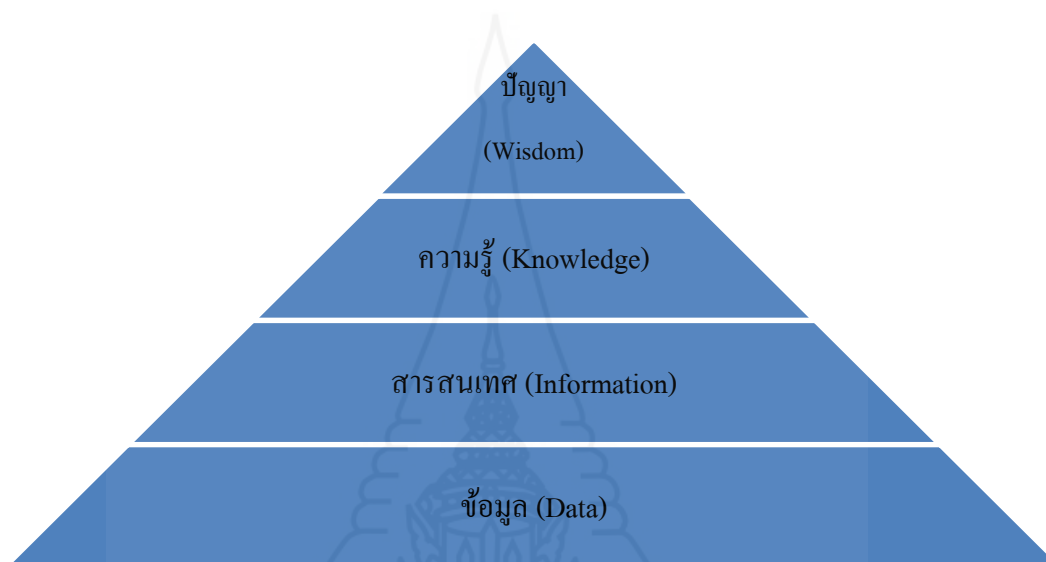 ปัญญา
(Wisdom)
ความรู้ (Knowledge)
สารสนเทศ (Information)
ข้อมูล (Data)